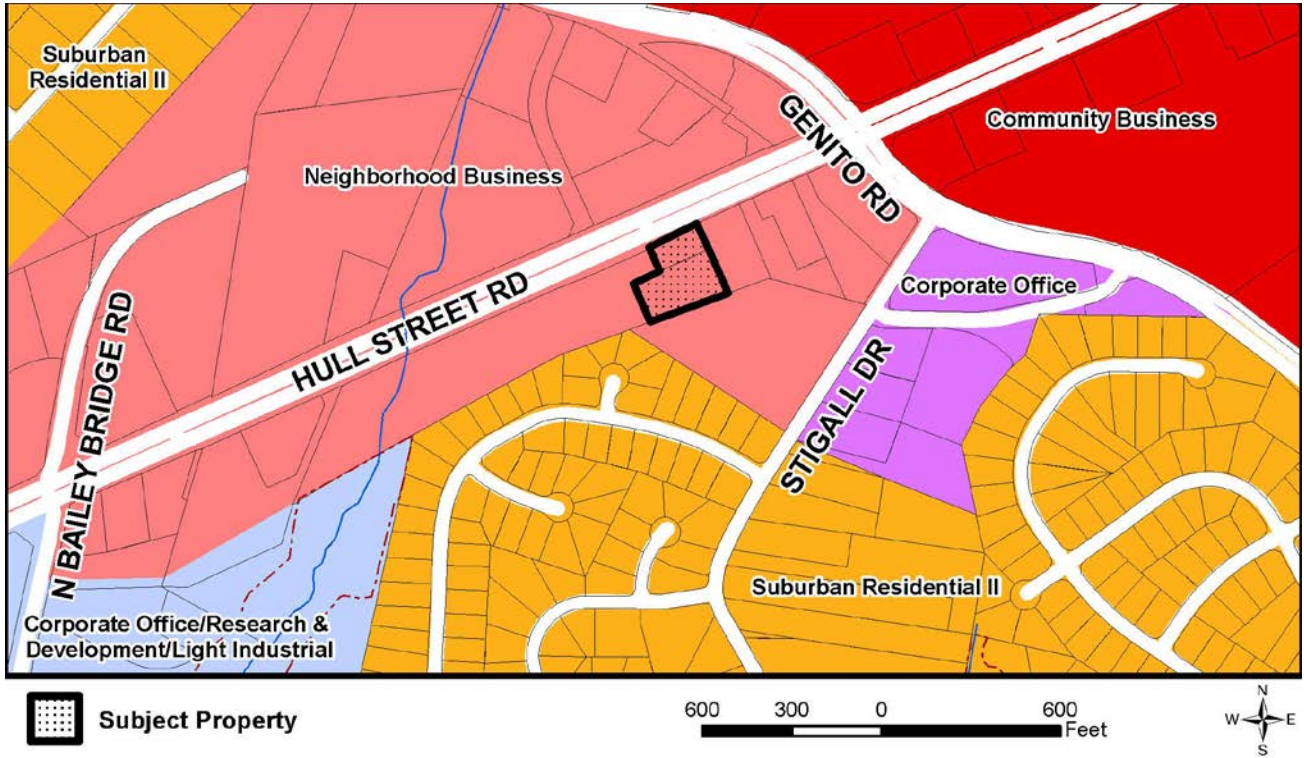 Suburban
Residential II
Neighborhood Business
Community Business
GENITO RD
HULL STREET RD
N BAILEY BRIDGE RD
Corporate Office
STIGALL DR
Suburban Residential II
Corporate Office/Research &
Development/Light Industrial
Subject Property
600 300 0 600
Feet
N
W E
S